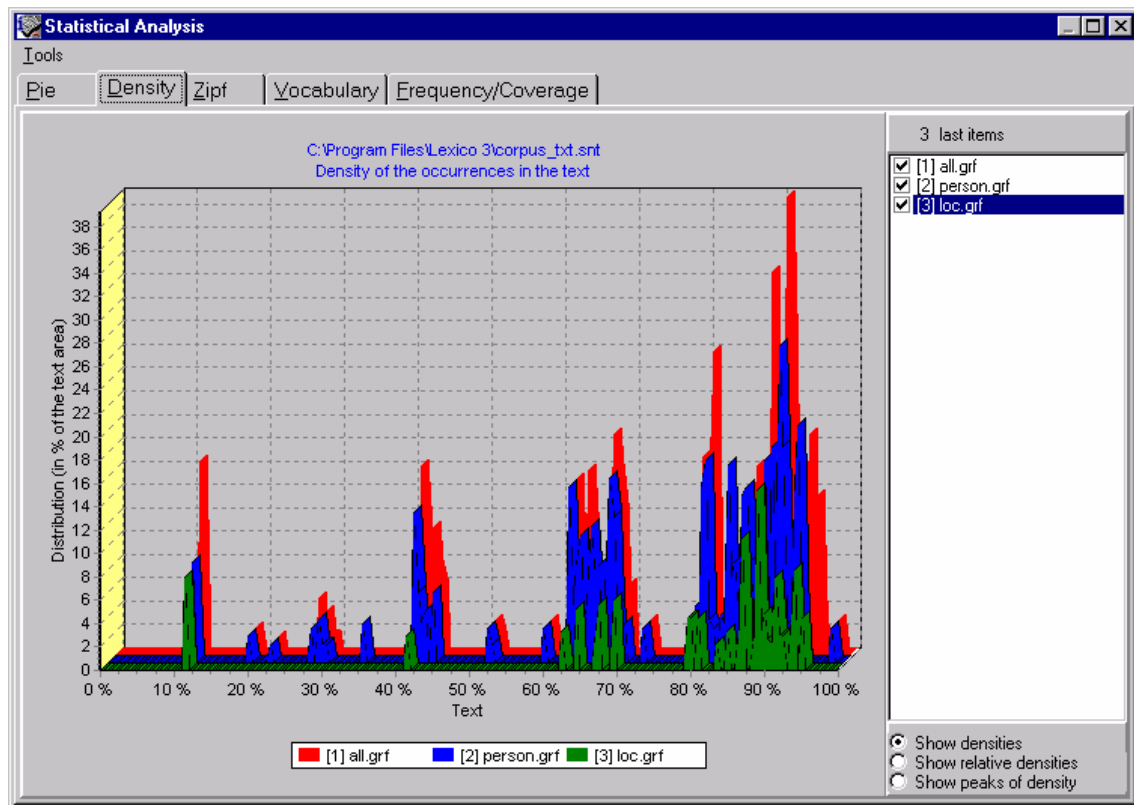 Statistical Analysis
Tools
Pie Density Zipf Vocabulary Frequency/Coverage
C:\Program Files\Lexico 3\corpus_txt.snt
Density of the occurrences in the text
Distribution (in % of the text area)
38
36
34
32
30
28
26
24
22
20
18
16
14
12
10
8
6
4
2
0
0 % 10 % 20 % 30 % 40 % 50 % 60 % 70 % 80 % 90 % 100 %
Text
[1] all.grf [2] person.grf [3] loc.grf
3 last items
[1] all.grf
[2] person.grf
[3] loc.grf
Show densities
Show relative densities
Show peaks of density